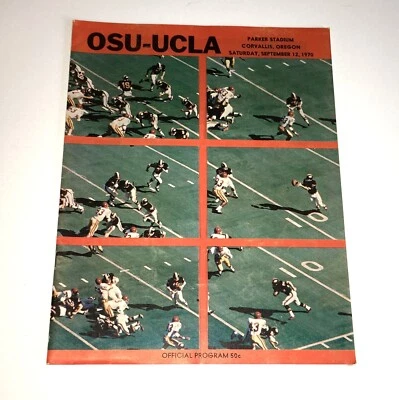 OSU-UCLA
PARKER STADIUM
CORVALLIS, OREGON
SATURDAY, SEPTEMBER 12, 1970
OFFICIAL PROGRAM 50¢